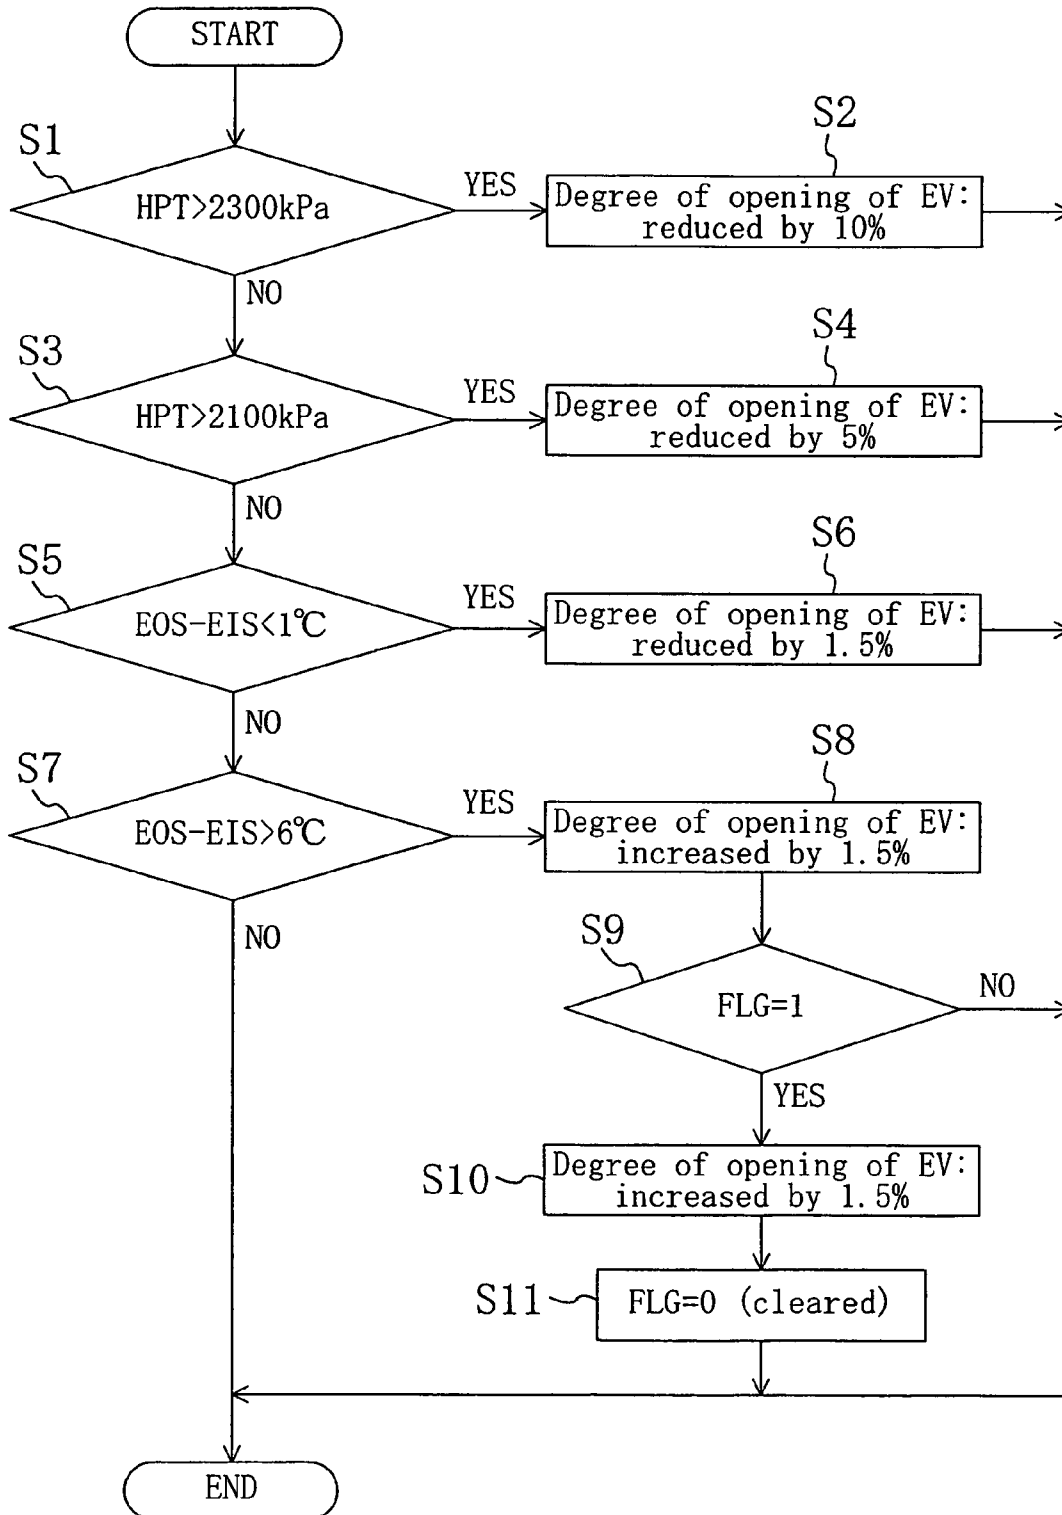 START
S1
HPT>2300kPa
YES
S2
Degree of opening of EV:
reduced by 10%
NO
S3
HPT>2100kPa
YES
S4
Degree of opening of EV:
reduced by 5%
NO
S5
EOS-EIS<1℃
YES
S6
Degree of opening of EV:
reduced by 1.5%
NO
S7
EOS-EIS>6℃
YES
S8
Degree of opening of EV:
increased by 1.5%
NO
S9
FLG=1
NO
YES
S10
Degree of opening of EV:
increased by 1.5%
S11
FLG=0 (cleared)
END